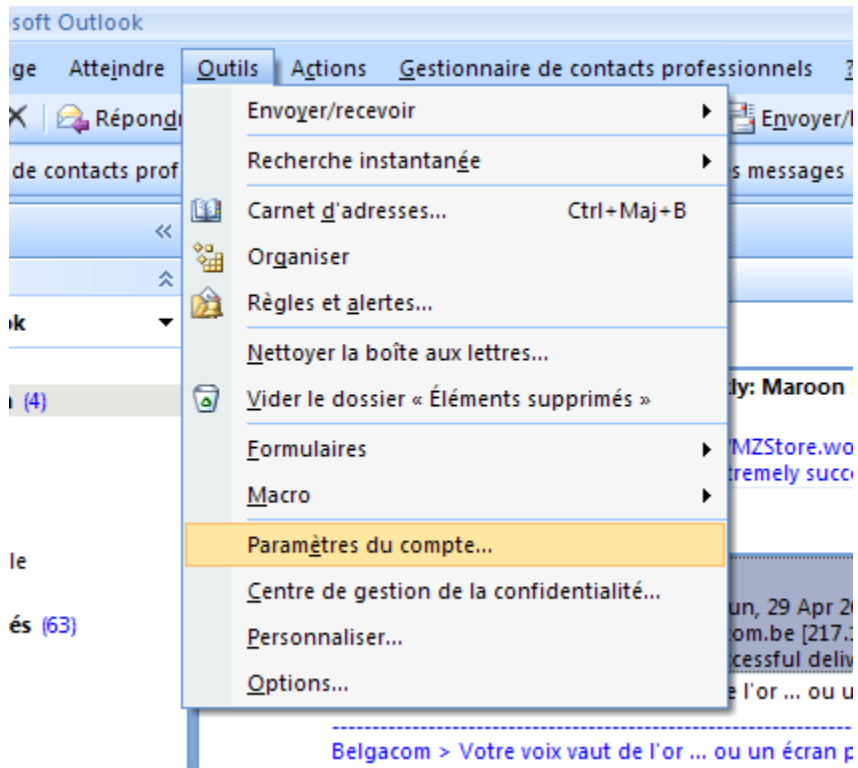 soft Outlook
ge Atteindre Outils Actions Gestionnaire de contacts professionnels ?
Répond Envoyer/
de contacts prof s messages
Envoyer/recevoir
Recherche instantanée
Carnet d'adresses... Ctrl+Maj+B
Organiser
Règles et alertes...
Nettoyer la boîte aux lettres...
Vider le dossier « Éléments supprimés »
Formulaires
Macro
Paramètres du compte...
Centre de gestion de la confidentialité...
Personnaliser...
Options...
ok
(4)
le
és (63)
ly: Maroon
MZStore.wo
tremely succ
un, 29 Apr 2
om.be [217.
cessful deliv
e l'or ... ou u
Belgacom > Votre voix vaut de l'or ... ou un écran p